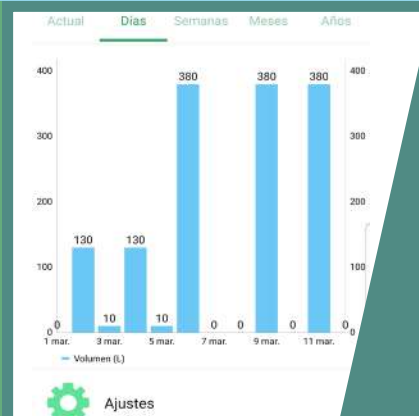 Actual Días Semanas Meses Años
400 380 380 380 400
300 300
200 200
130 130
100 100
0 0 10 10 0 0 0 0 0
1 mar. 3 mar. 5 mar. 7 mar. 9 mar. 11 mar.
Volumen (L)
Ajustes